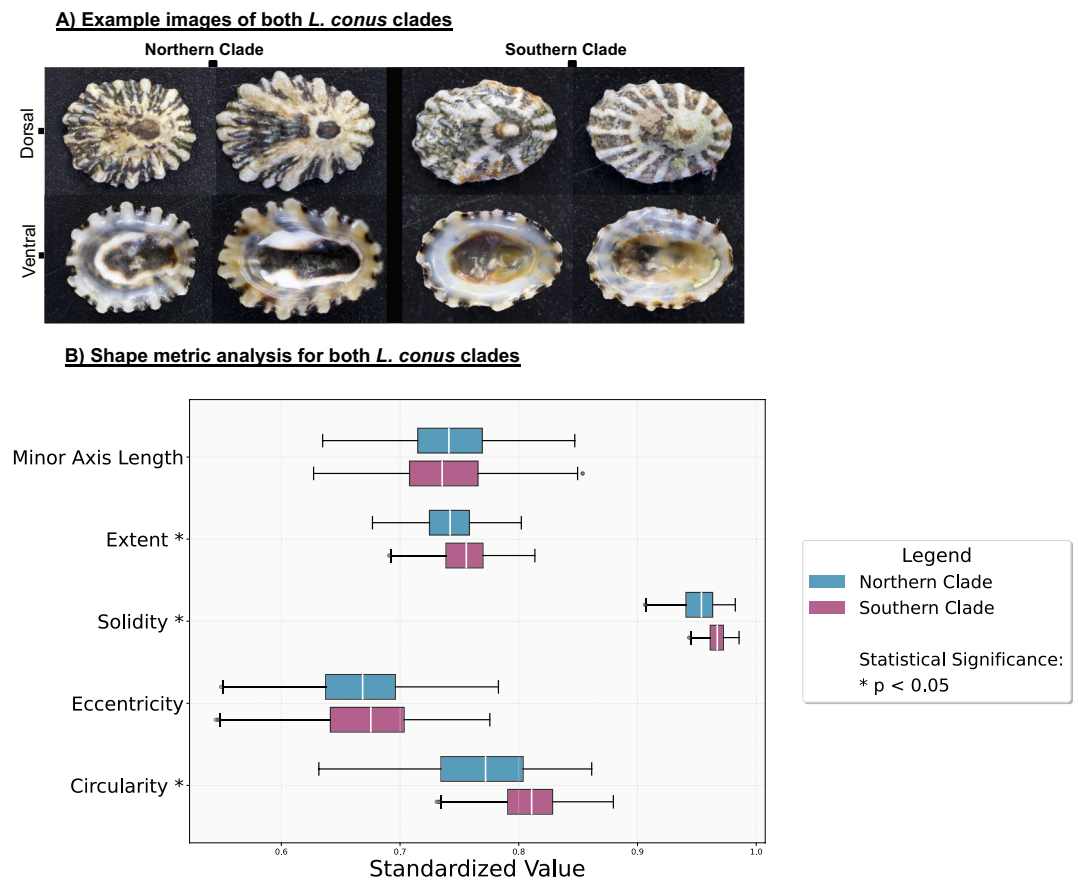 A) Example images of both L. conus clades
Northern Clade
Southern Clade
Dorsal
Ventral
B) Shape metric analysis for both L. conus clades
Minor Axis Length
Extent *
Solidity *
Eccentricity
Circularity *
0.6
0.7
0.8
0.9
1.0
Standardized Value
Legend
Northern Clade
Southern Clade
Statistical Significance:
* p < 0.05